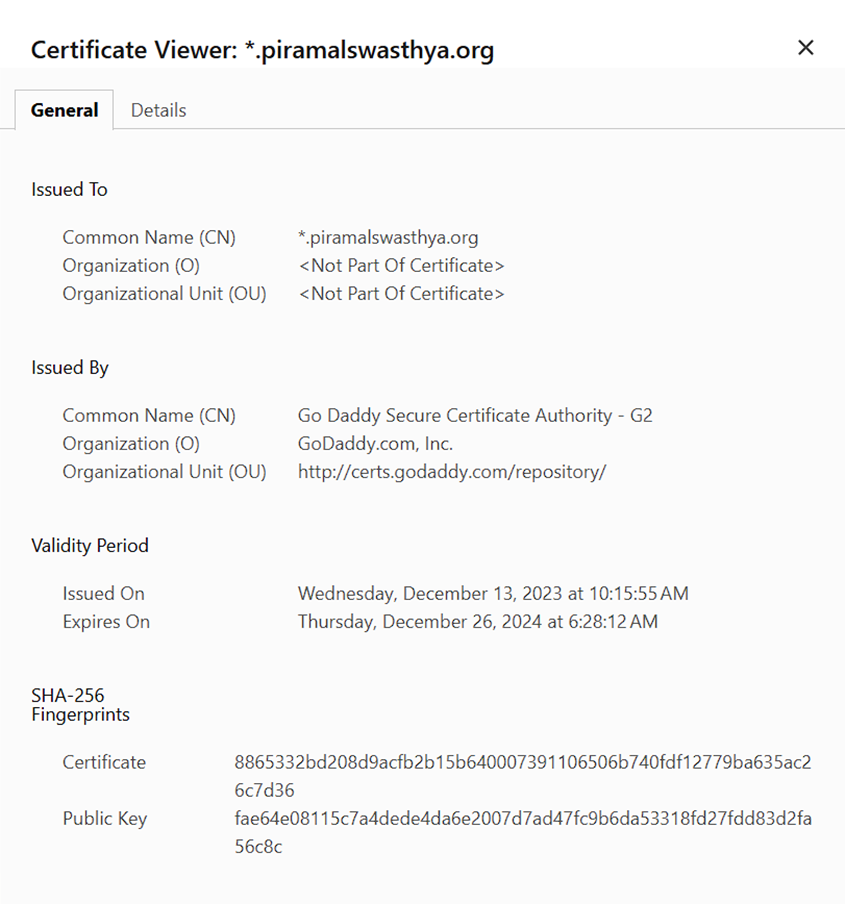 Certificate Viewer: *.piramalswasthya.org
General Details
Issued To
Common Name (CN) *.piramalswasthya.org
Organization (O) <Not Part Of Certificate>
Organizational Unit (OU) <Not Part Of Certificate>
Issued By
Common Name (CN) Go Daddy Secure Certificate Authority - G2
Organization (O) GoDaddy.com, Inc.
Organizational Unit (OU) http://certs.godaddy.com/repository/
Validity Period
Issued On Wednesday, December 13, 2023 at 10:15:55 AM
Expires On Thursday, December 26, 2024 at 6:28:12 AM
SHA-256
Fingerprints
Certificate 8865332bd208d9acfb2b15b640007391106506b740fdf12779ba635ac2
6c7d36
Public Key fae64e08115c7a4dede4da6e2007d7ad47fc9b6da53318fd27fdd83d2fa
56c8c